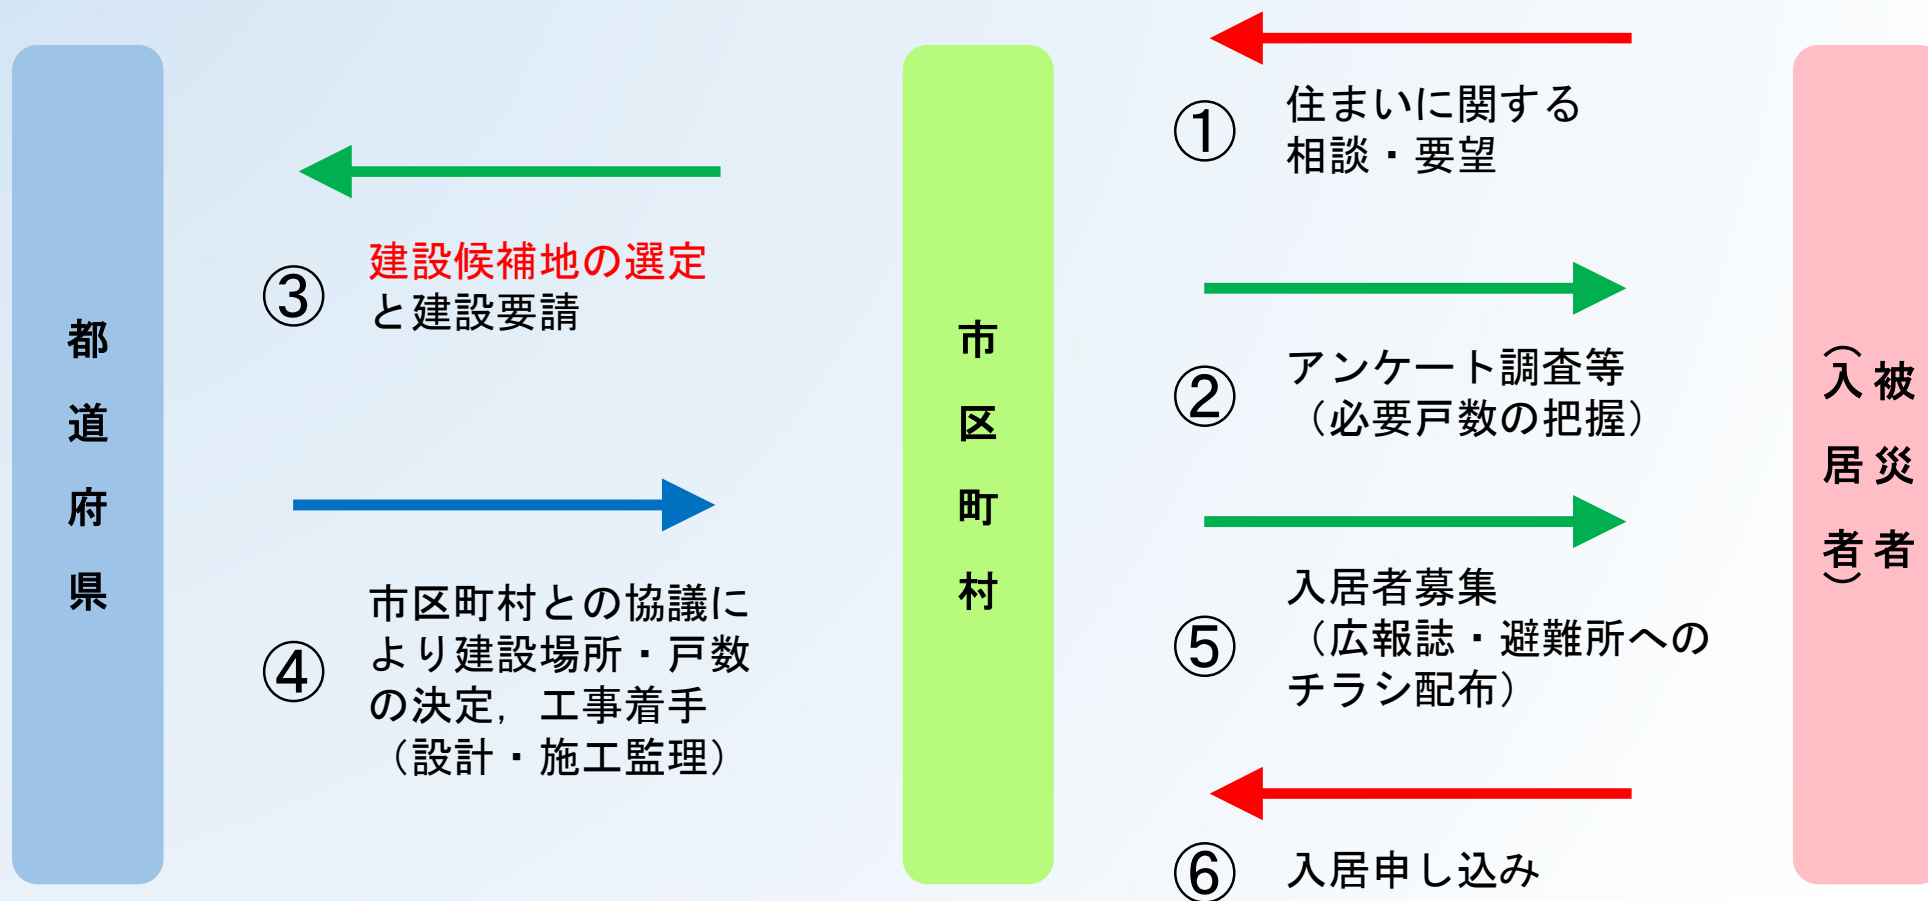 都道府県
市区町村
被災者
（入居者）
①
住まいに関する
相談・要望
②
アンケート調査等
（必要戸数の把握）
③
建設候補地の選定
と建設要請
④
市区町村との協議に
より建設場所・戸数
の決定，工事着手
（設計・施工監理）
⑤
入居者募集
（広報誌・避難所への
チラシ配布）
⑥
入居申し込み